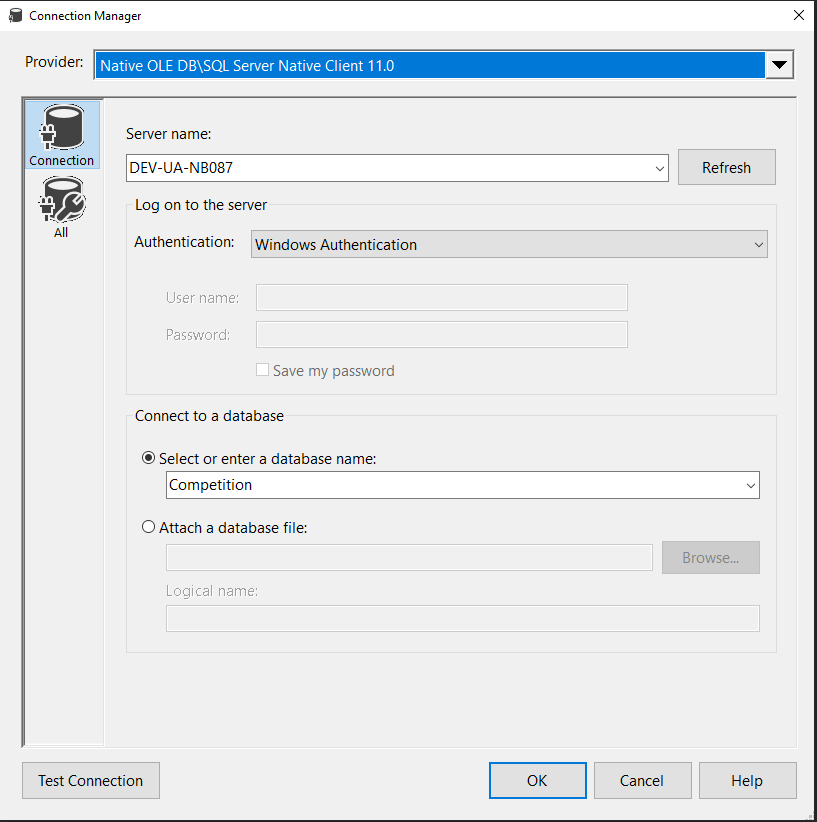 Connection Manager
Provider: Native OLE DB\SQL Server Native Client 11.0
Connection
All
Server name:
DEV-UA-NB087 Refresh
Log on to the server
Authentication: Windows Authentication
User name:
Password:
Save my password
Connect to a database
Select or enter a database name:
Competition
Attach a database file:
Browse...
Logical name:
Test Connection OK Cancel Help